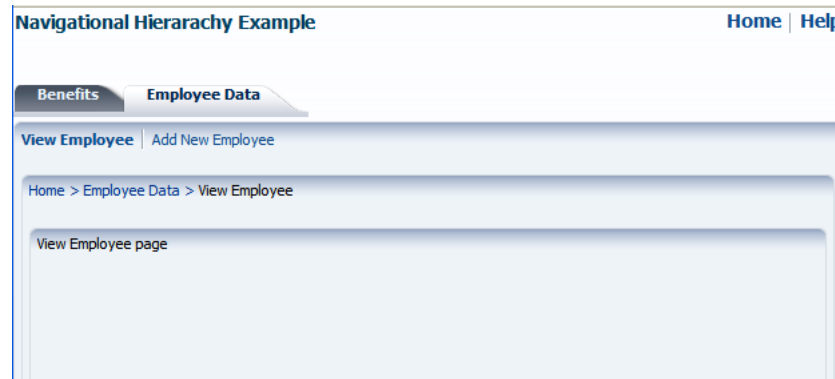 Navigational Hierarachy Example
Home | Help
Benefits Employee Data
View Employee | Add New Employee
Home > Employee Data > View Employee
View Employee page